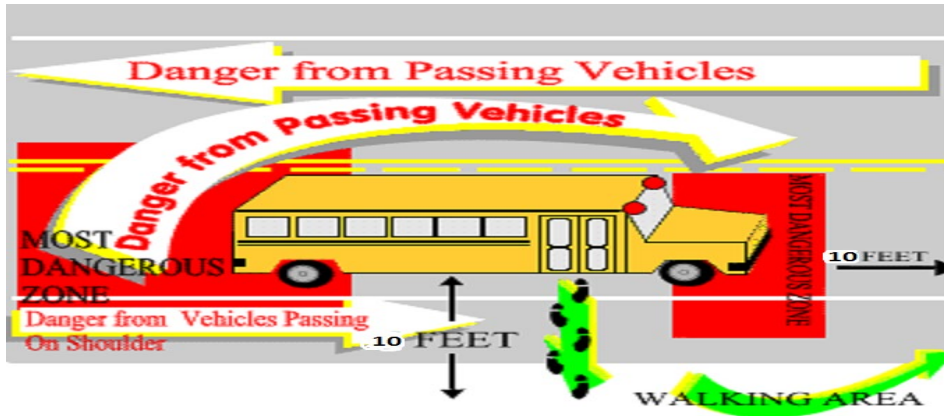 Danger from Passing Vehicles
Danger from Passing Vehicles
MOST
DANGEROUS
ZONE
MOST DANGEROUS ZONE
10 FEET
Danger from Vehicles Passing
On Shoulder
10 FEET
WALKING AREA